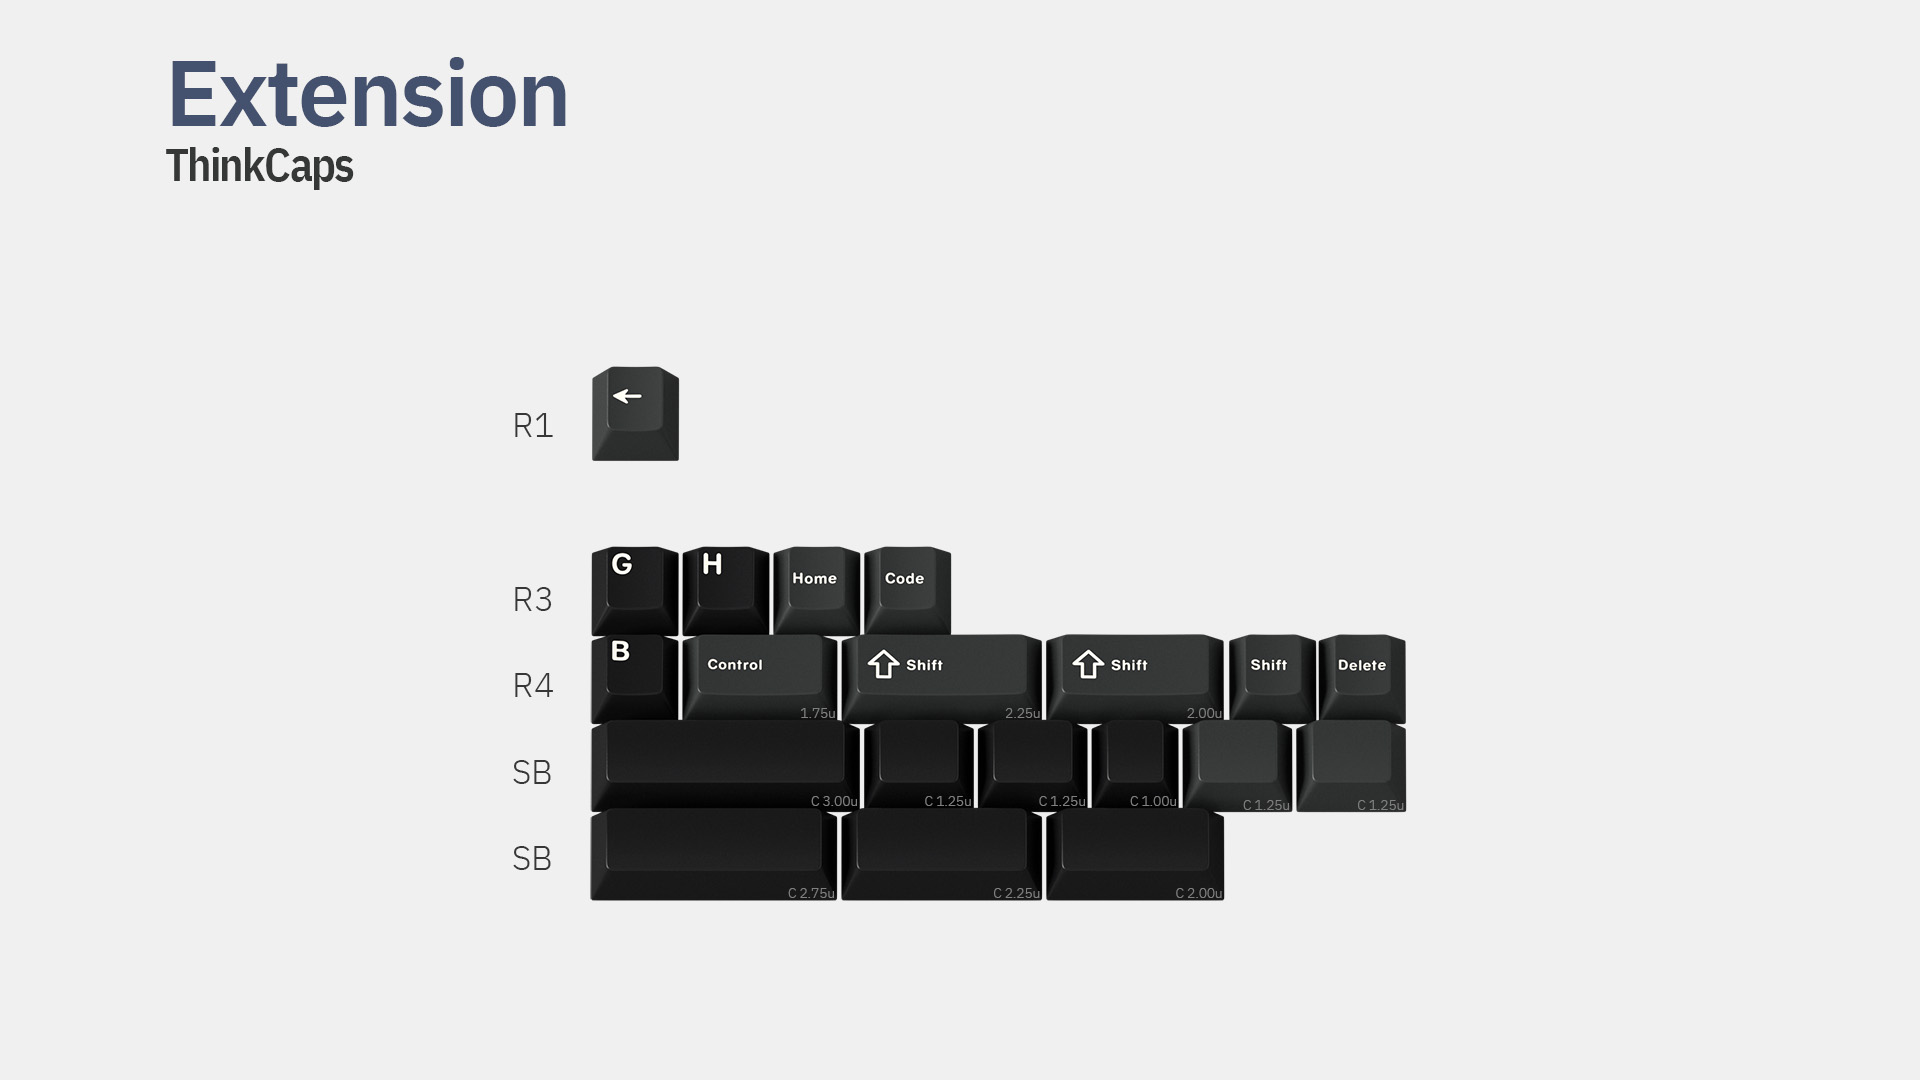 Extension
ThinkCaps
R1
←
R3
G H Home Code
R4
B Control 1.75u Shift 2.25u Shift 2.00u Shift Delete
SB
C 3.00u C 1.25u C 1.25u C 1.00u C 1.25u C 1.25u
SB
C 2.75u C 2.25u C 2.00u